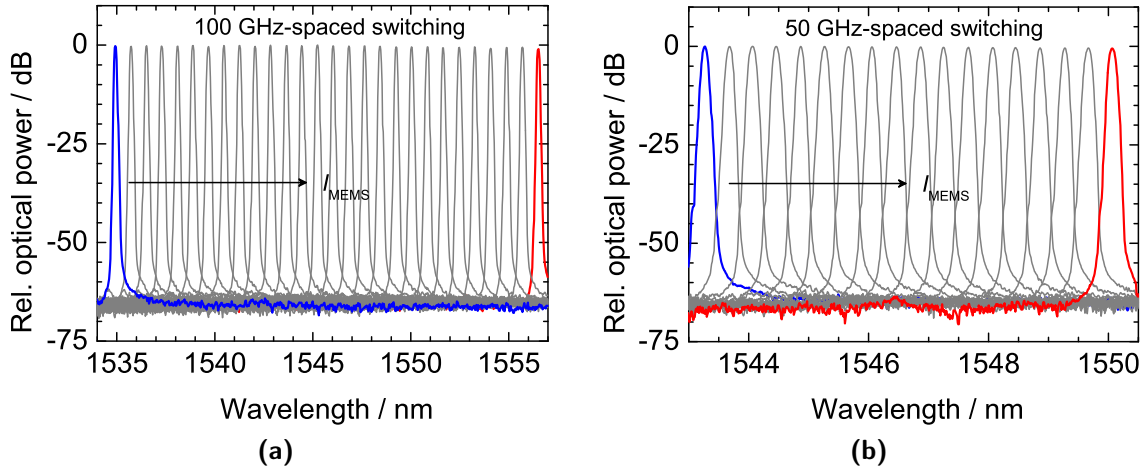 100 GHz-spaced switching
0
-25
-50
-75
Rel. optical power / dB
I_MEMS
1535 1540 1545 1550 1555
Wavelength / nm
(a)
50 GHz-spaced switching
0
-25
-50
-75
Rel. optical power / dB
I_MEMS
1544 1546 1548 1550
Wavelength / nm
(b)